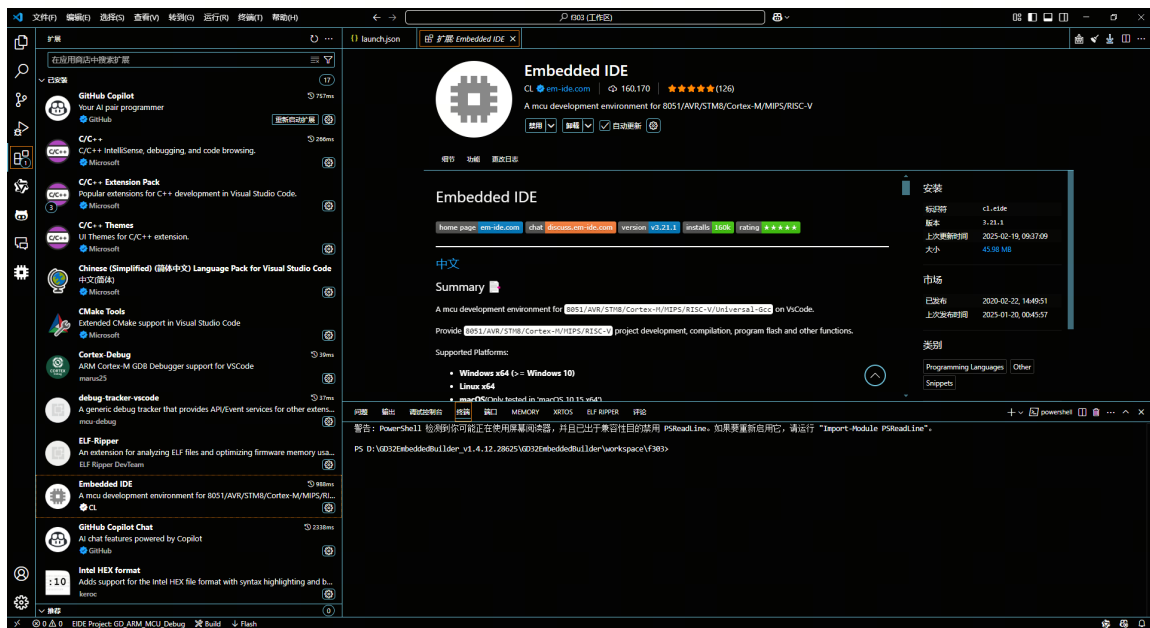 文件(F) 编辑(E) 选择(S) 查看(V) 转到(G) 运行(R) 终端(T) 帮助(H)
f303 (工作区)
扩展
在应用商店中搜索扩展
已安装
17
GitHub Copilot
757ms
Your AI pair programmer
GitHub
重新启动扩展
C/C++
266ms
C/C++ IntelliSense, debugging, and code browsing.
Microsoft
C/C++ Extension Pack
Popular extensions for C++ development in Visual Studio Code.
Microsoft
3
C/C++ Themes
UI Themes for C/C++ extension.
Microsoft
Chinese (Simplified) (简体中文) Language Pack for Visual Studio Code
中文(简体)
Microsoft
CMake Tools
Extended CMake support in Visual Studio Code
Microsoft
Cortex-Debug
39ms
ARM Cortex-M GDB Debugger support for VSCode
marus25
debug-tracker-vscode
37ms
A generic debug tracker that provides API/Event services for other extens...
mcu-debug
ELF-Ripper
An extension for analyzing ELF files and optimizing firmware memory usa...
ELF Ripper DevTeam
Embedded IDE
988ms
A mcu development environment for 8051/AVR/STM8/Cortex-M/MIPS/RI...
CL
GitHub Copilot Chat
2338ms
AI chat features powered by Copilot
GitHub
Intel HEX format
:10
Adds support for the Intel HEX file format with syntax highlighting and b...
keroc
推荐
0
launch.json
扩展: Embedded IDE
Embedded IDE
CL em-ide.com 160,170 (126)
A mcu development environment for 8051/AVR/STM8/Cortex-M/MIPS/RISC-V
禁用 卸载 自动更新
细节 功能 更改日志
Embedded IDE
home page em-ide.com chat discuss.em-ide.com version v3.21.1 installs 160k rating ★★★★★
中文
Summary
A mcu development environment for 8051/AVR/STM8/Cortex-M/MIPS/RISC-V/Universal-Gcc on VsCode.
Provide 8051/AVR/STM8/Cortex-M/MIPS/RISC-V project development, compilation, program flash and other functions.
Supported Platforms:
Windows x64 (>= Windows 10)
Linux x64
macOS(Only tested in 'macOS 10.15 x64')
安装
标识符 cl.eide
版本 3.21.1
上次更新时间 2025-02-19, 09:37:09
大小 45.98 MB
市场
已发布 2020-02-22, 14:49:51
上次发布时间 2025-01-20, 00:45:57
类别
Programming Languages Other
Snippets
问题 输出 调试控制台 终端 端口 MEMORY XRTOS ELF RIPPER 评论
powershell
警告: PowerShell 检测到你可能正在使用屏幕阅读器，并且已出于兼容性目的禁用 PSReadLine。如果要重新启用它，请运行 "Import-Module PSReadLine"。
PS D:\GD32EmbeddedBuilder_v1.4.12.28625\GD32EmbeddedBuilder\workspace\f303>
0 0 EIDE Project: GD_ARM_MCU_Debug Build Flash